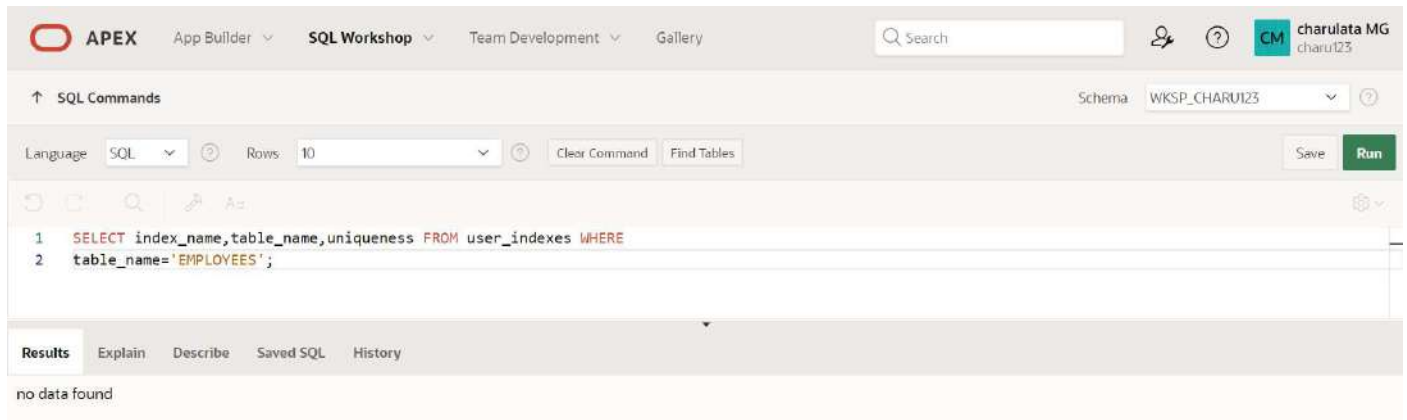 APEX App Builder SQL Workshop Team Development Gallery Search CM charulata MG
charu123
SQL Commands Schema WKSP_CHARU123
Language SQL Rows 10 Clear Command Find Tables Save Run
1 SELECT index_name,table_name,uniqueness FROM user_indexes WHERE
2 table_name='EMPLOYEES';
Results Explain Describe Saved SQL History
no data found